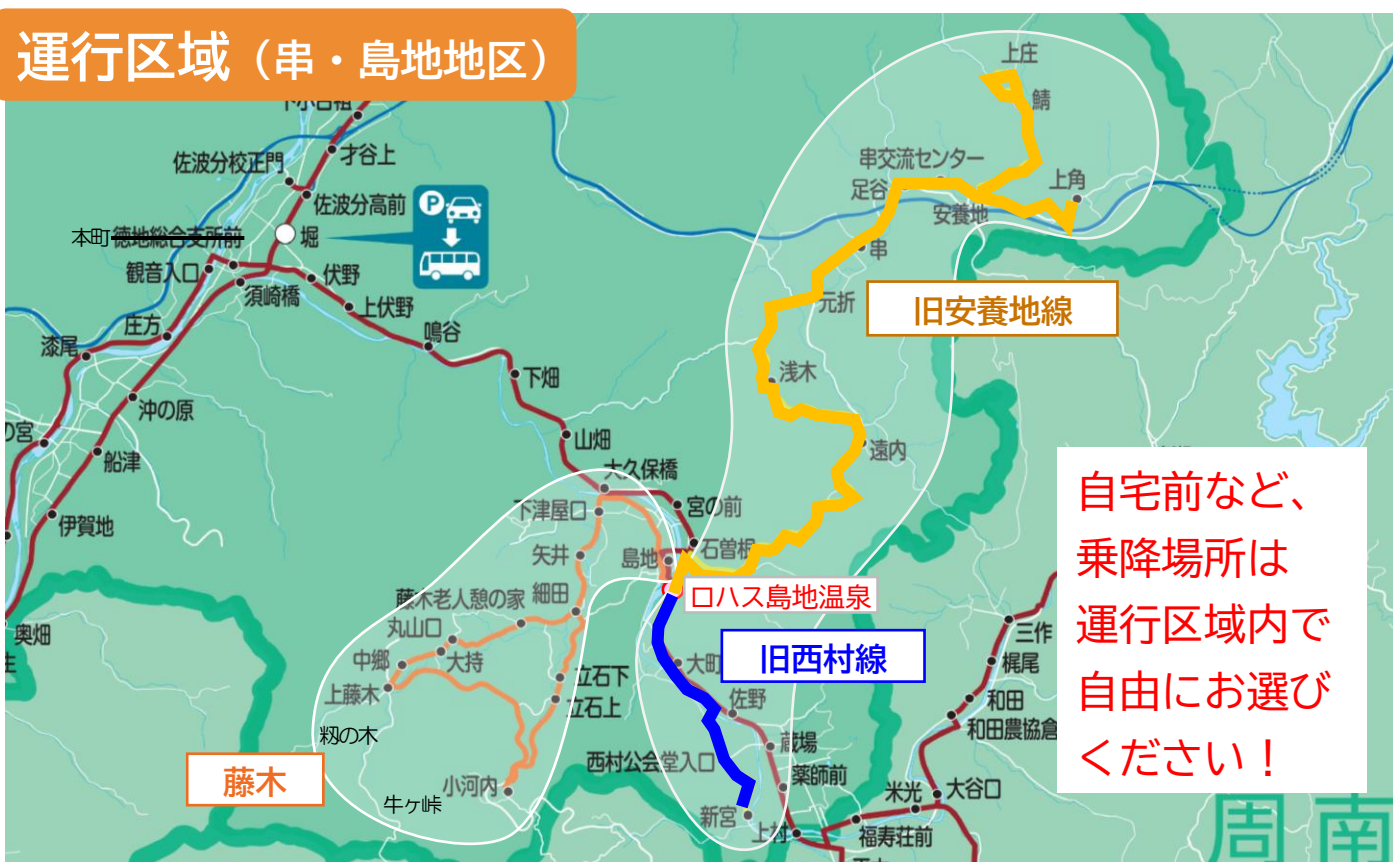 運行区域（串・島地地区）
上庄
鯖
才谷上
佐波分校正門
串交流センター
足谷
上角
佐波分高前
P
安養地
本町徳地総合支所前
堀
串
観音入口
伏野
須崎橋
上伏野
元折
旧安養地線
庄方
鳴谷
漆尾
下畑
浅木
沖の原
の宮
山畑
遠内
船津
大久保橋
自宅前など、
乗降場所は
運行区域内で
自由にお選び
ください！
下津屋口
宮の前
伊賀地
矢井
島地
石曽根
ロハス島地温泉
藤木老人憩の家
細田
奥畑
丸山口
三作
中郷
大持
大町
旧西村線
梶尾
上藤木
立石下
佐野
和田
立石上
和田農協倉
籾の木
蔵場
西村公会堂入口
藤木
薬師前
小河内
米光
大谷口
牛ヶ峠
新宮
上村
福寿荘前
周南